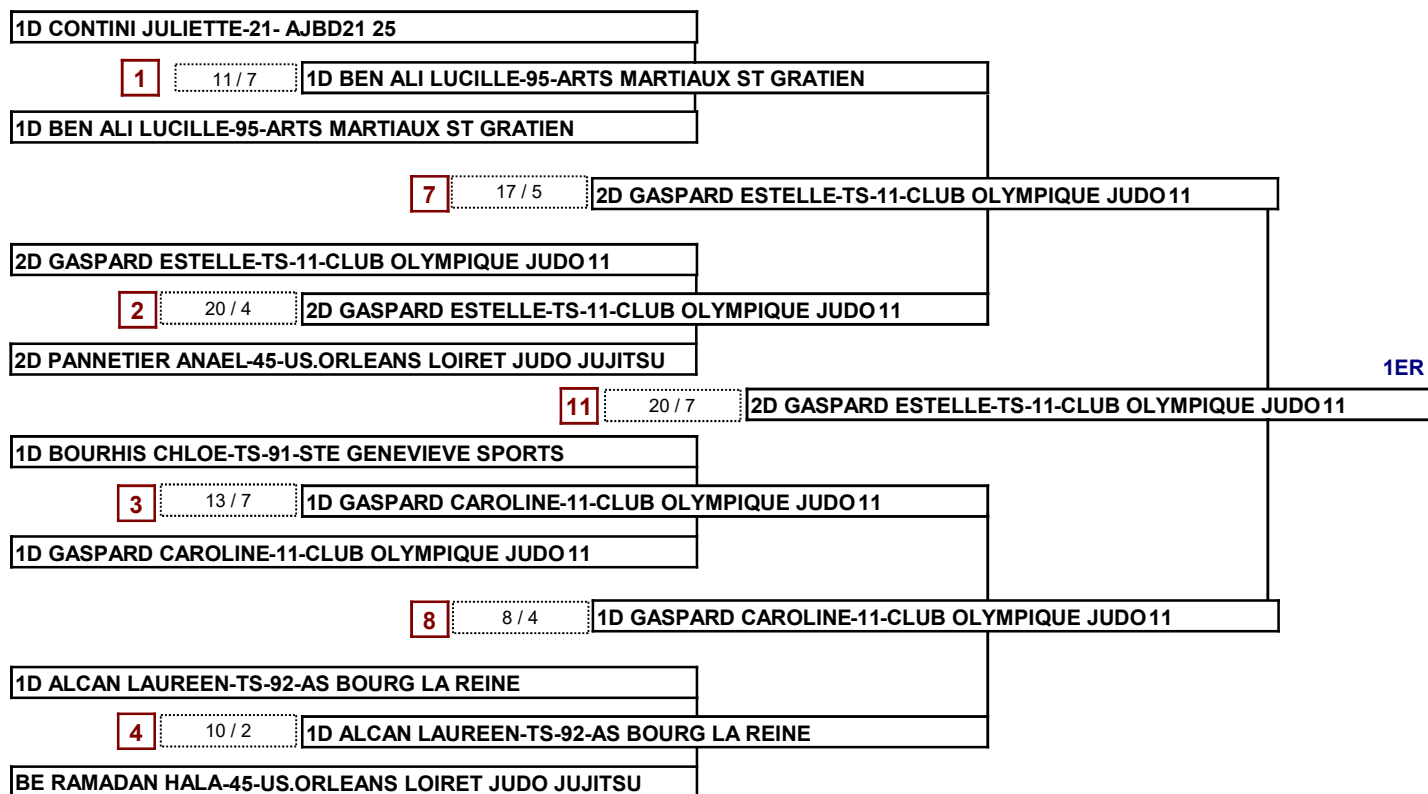 1D CONTINI JULIETTE-21- AJBD21 25
1 11 / 7 1D BEN ALI LUCILLE-95-ARTS MARTIAUX ST GRATIEN
1D BEN ALI LUCILLE-95-ARTS MARTIAUX ST GRATIEN
7 17 / 5 2D GASPARD ESTELLE-TS-11-CLUB OLYMPIQUE JUDO 11
2D GASPARD ESTELLE-TS-11-CLUB OLYMPIQUE JUDO 11
2 20 / 4 2D GASPARD ESTELLE-TS-11-CLUB OLYMPIQUE JUDO 11
2D PANNETIER ANAEL-45-US.ORLEANS LOIRET JUDO JUJITSU
1ER
11 20 / 7 2D GASPARD ESTELLE-TS-11-CLUB OLYMPIQUE JUDO 11
1D BOURHIS CHLOE-TS-91-STE GENEVIEVE SPORTS
3 13 / 7 1D GASPARD CAROLINE-11-CLUB OLYMPIQUE JUDO 11
1D GASPARD CAROLINE-11-CLUB OLYMPIQUE JUDO 11
8 8 / 4 1D GASPARD CAROLINE-11-CLUB OLYMPIQUE JUDO 11
1D ALCAN LAUREEN-TS-92-AS BOURG LA REINE
4 10 / 2 1D ALCAN LAUREEN-TS-92-AS BOURG LA REINE
BE RAMADAN HALA-45-US.ORLEANS LOIRET JUDO JUJITSU